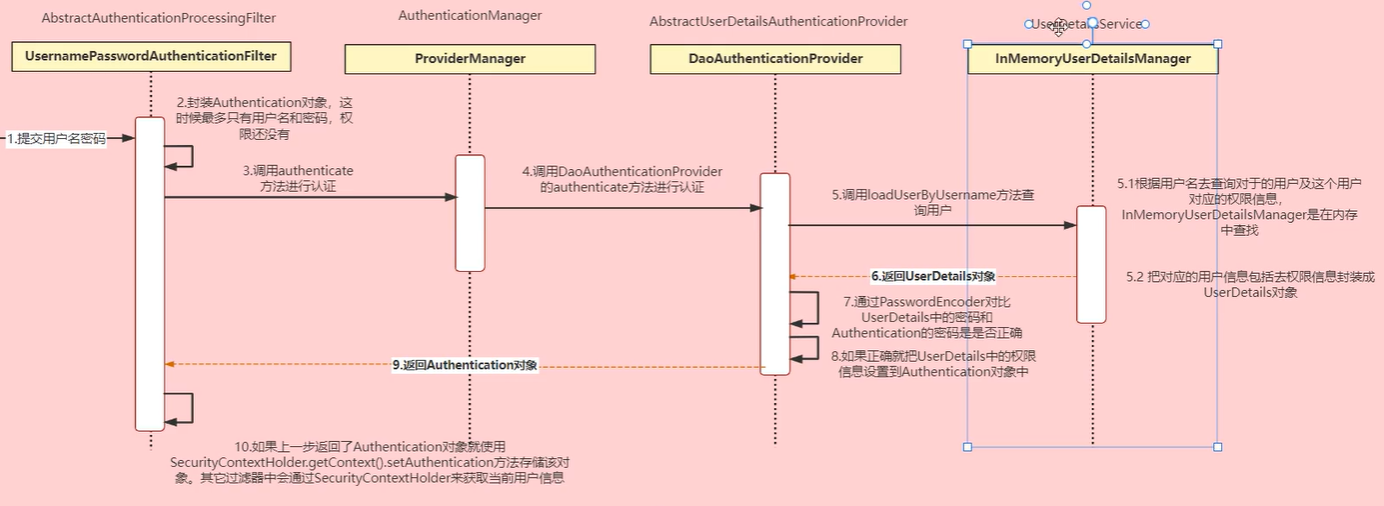 AbstractAuthenticationProcessingFilter
AuthenticationManager
AbstractUserDetailsAuthenticationProvider
UserDetailsService
UsernamePasswordAuthenticationFilter
ProviderManager
DaoAuthenticationProvider
InMemoryUserDetailsManager
1.提交用户名密码
2.封装Authentication对象，这
时候最多只有用户名和密码，权
限还没有
3.调用authenticate
方法进行认证
4.调用DaoAuthenticationProvider
的authenticate方法进行认证
5.调用loadUserByUsername方法查
询用户
5.1根据用户名去查询对于的用户及这个用户
对应的权限信息，
InMemoryUserDetailsManager是在内存
中查找
5.2 把对应的用户信息包括去权限信息封装成
UserDetails对象
6.返回UserDetails对象
7.通过PasswordEncoder对比
UserDetails中的密码和
Authentication的密码是是否正确
8.如果正确就把UserDetails中的权限
信息设置到Authentication对象中
9.返回Authentication对象
10.如果上一步返回了Authentication对象就使用
SecurityContextHolder.getContext().setAuthentication方法存储该对
象。其它过滤器中会通过SecurityContextHolder来获取当前用户信息